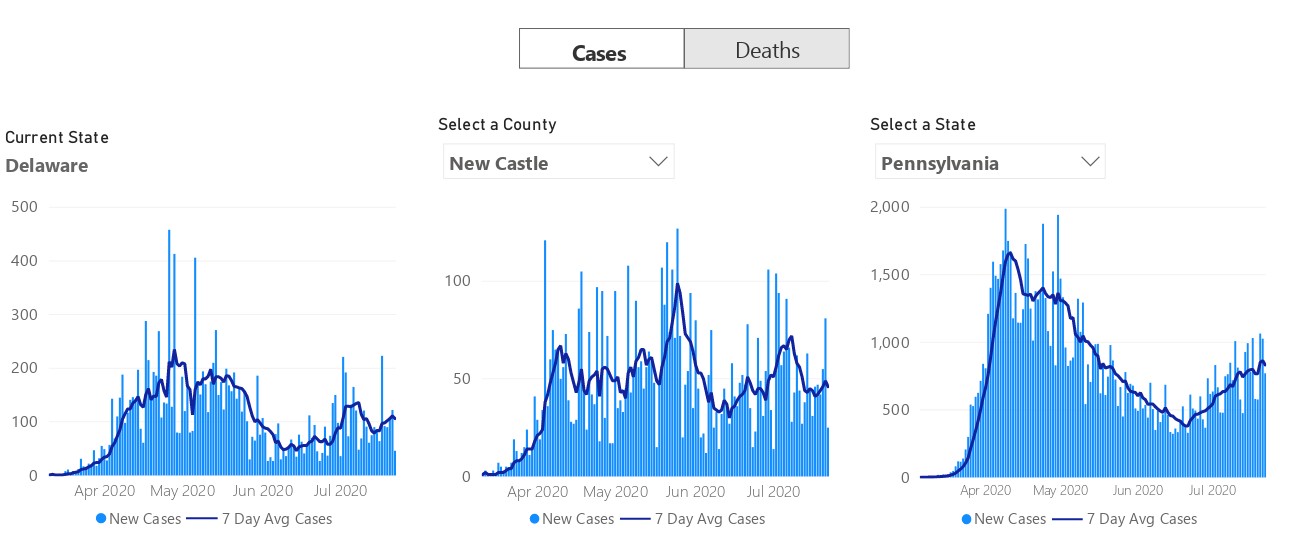 Cases
Deaths
Current State
Delaware
500
400
300
200
100
0
Apr 2020 May 2020 Jun 2020 Jul 2020
New Cases 7 Day Avg Cases
Select a County
New Castle
100
50
0
Apr 2020 May 2020 Jun 2020 Jul 2020
New Cases 7 Day Avg Cases
Select a State
Pennsylvania
2,000
1,500
1,000
500
0
Apr 2020 May 2020 Jun 2020 Jul 2020
New Cases 7 Day Avg Cases